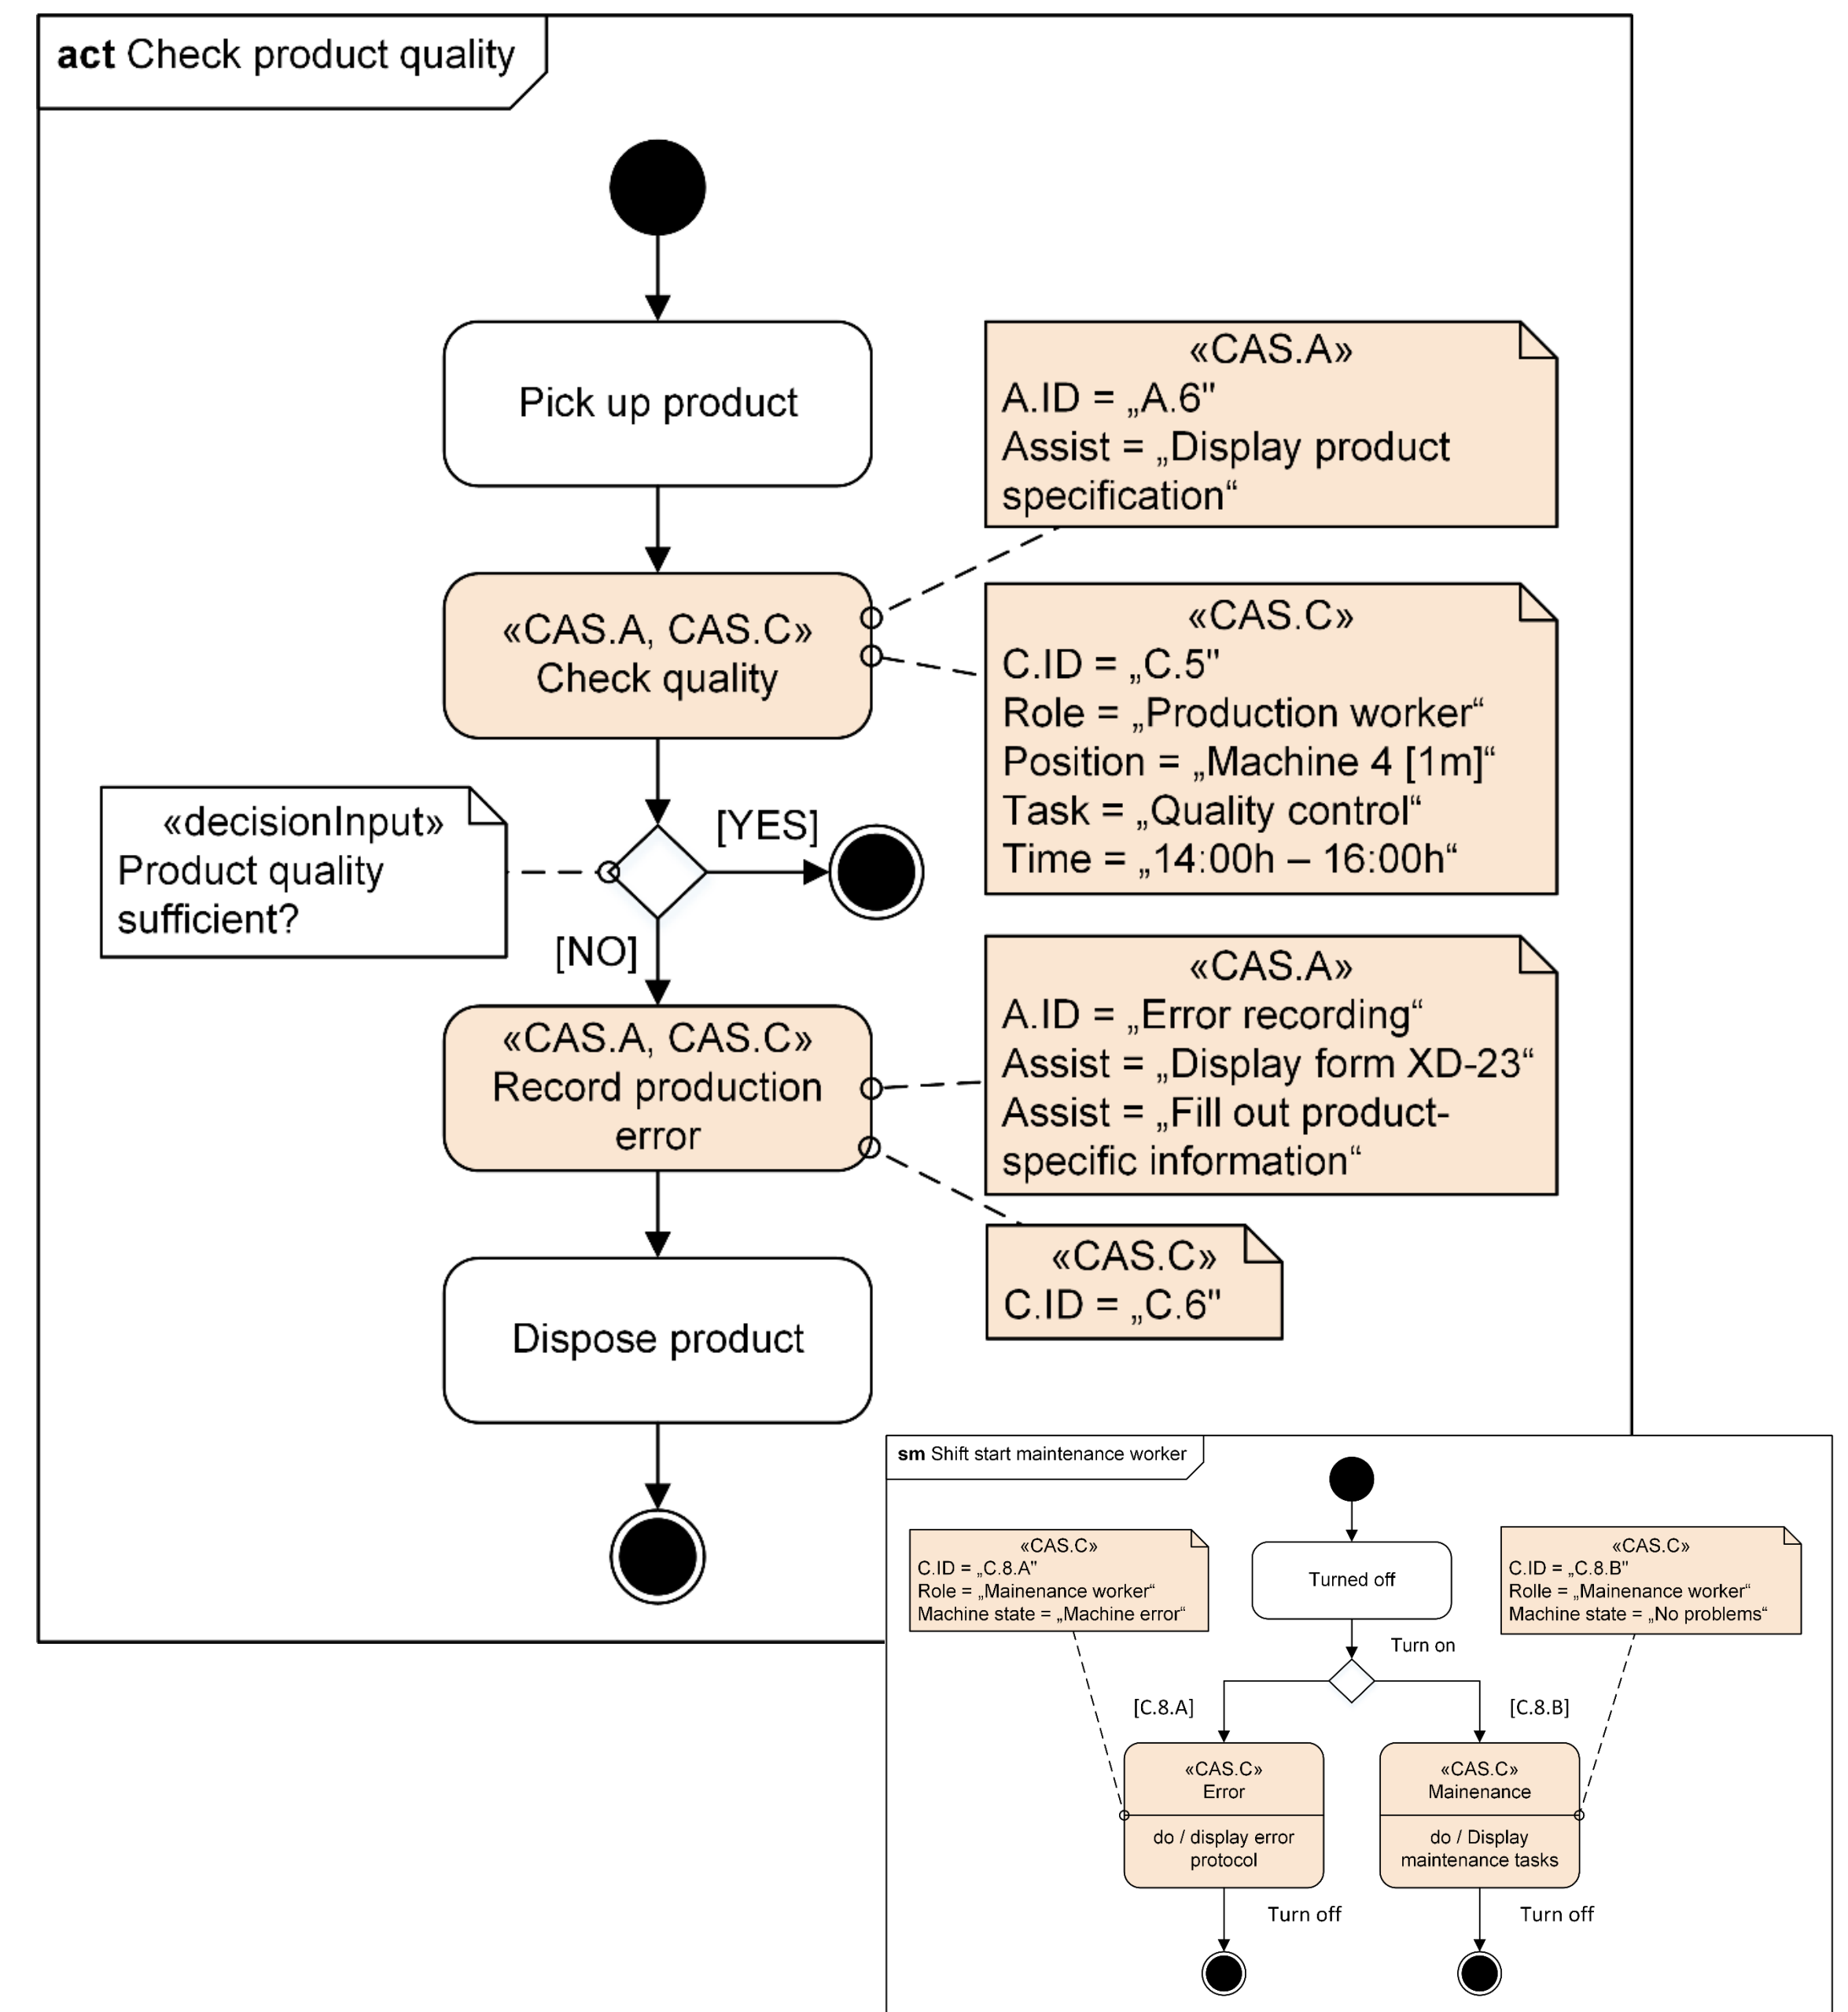 act Check product quality
Pick up product
«CAS.A»
A.ID = „A.6"
Assist = „Display product
specification“
«CAS.A, CAS.C»
Check quality
«CAS.C»
C.ID = „C.5"
Role = „Production worker“
Position = „Machine 4 [1m]“
Task = „Quality control“
Time = „14:00h – 16:00h“
«decisionInput»
Product quality
sufficient?
[YES]
[NO]
«CAS.A, CAS.C»
Record production
error
«CAS.A»
A.ID = „Error recording“
Assist = „Display form XD-23“
Assist = „Fill out product-
specific information“
«CAS.C»
C.ID = „C.6"
Dispose product
sm Shift start maintenance worker
«CAS.C»
C.ID = „C.8.A"
Role = „Mainenance worker“
Machine state = „Machine error“
Turned off
«CAS.C»
C.ID = „C.8.B"
Rolle = „Mainenance worker“
Machine state = „No problems“
Turn on
[C.8.A]
[C.8.B]
«CAS.C»
Error
do / display error
protocol
«CAS.C»
Mainenance
do / Display
maintenance tasks
Turn off
Turn off